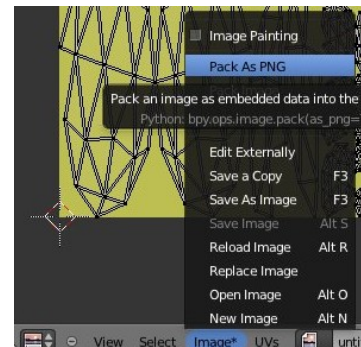 Image Painting
Pack As PNG
Pack an image as embedded data into the
Python: bpy.ops.image.pack(as_png=
Edit Externally
Save a Copy F3
Save As Image F3
Save Image Alt S
Reload Image Alt R
Replace Image
Open Image Alt O
New Image Alt N
View Select Image* UVs unti